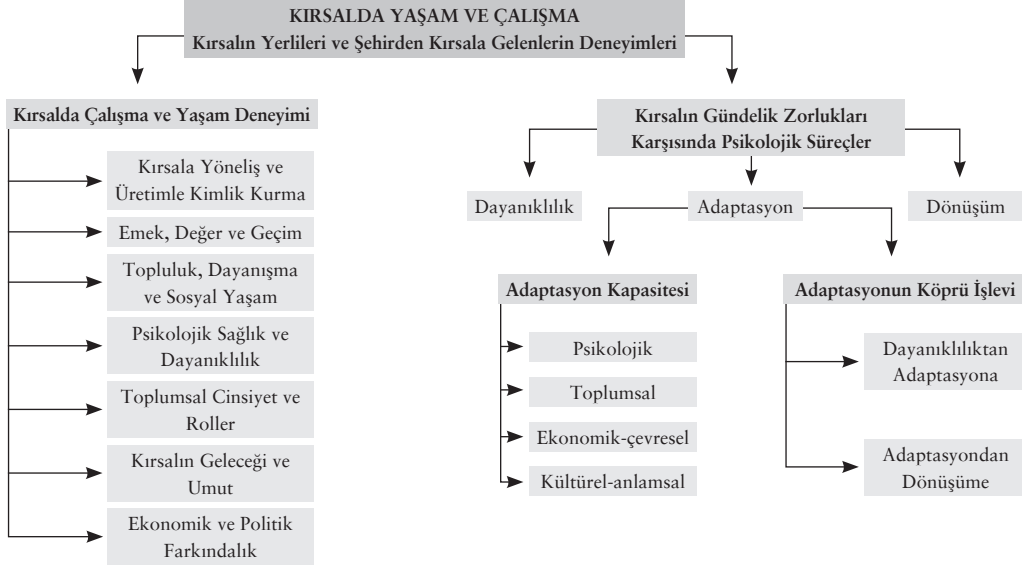 KIRSALDA YAŞAM VE ÇALIŞMA
Kırsalın Yerlileri ve Şehirden Kırsala Gelenlerin Deneyimleri
Kırsalda Çalışma ve Yaşam Deneyimi
Kırsala Yöneliş ve
Üretimle Kimlik Kurma
Emek, Değer ve Geçim
Topluluk, Dayanışma
ve Sosyal Yaşam
Psikolojik Sağlık ve
Dayanıklılık
Toplumsal Cinsiyet ve
Roller
Kırsalın Geleceği ve
Umut
Ekonomik ve Politik
Farkındalık
Kırsalın Gündelik Zorlukları
Karşısında Psikolojik Süreçler
Dayanıklılık
Adaptasyon
Dönüşüm
Adaptasyon Kapasitesi
Psikolojik
Toplumsal
Ekonomik-çevresel
Kültürel-anlamsal
Adaptasyonun Köprü İşlevi
Dayanıklılıktan
Adaptasyona
Adaptasyondan
Dönüşüme